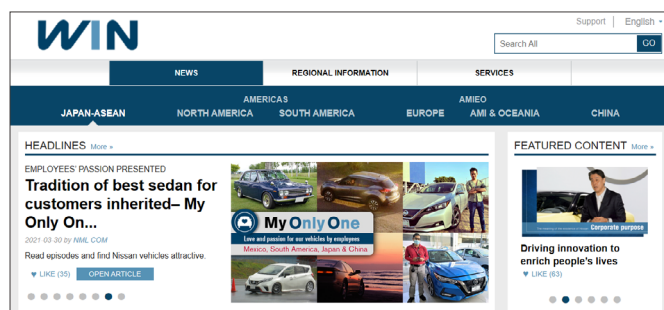 WIN
Support
English
Search All
GO
NEWS
REGIONAL INFORMATION
SERVICES
AMERICAS
AMIEO
JAPAN-ASEAN
NORTH AMERICA
SOUTH AMERICA
EUROPE
AMI & OCEANIA
CHINA
HEADLINES More »
EMPLOYEES' PASSION PRESENTED
Tradition of best sedan for
customers inherited– My
Only On...
2021-03-30 by NML COM
Read episodes and find Nissan vehicles attractive.
♥ LIKE (35)
OPEN ARTICLE
My Only One
Love and passion for our vehicles by employees
Mexico, South America, Japan & China
FEATURED CONTENT More »
Corporate purpose
Driving innovation to
enrich people's lives
♥ LIKE (63)